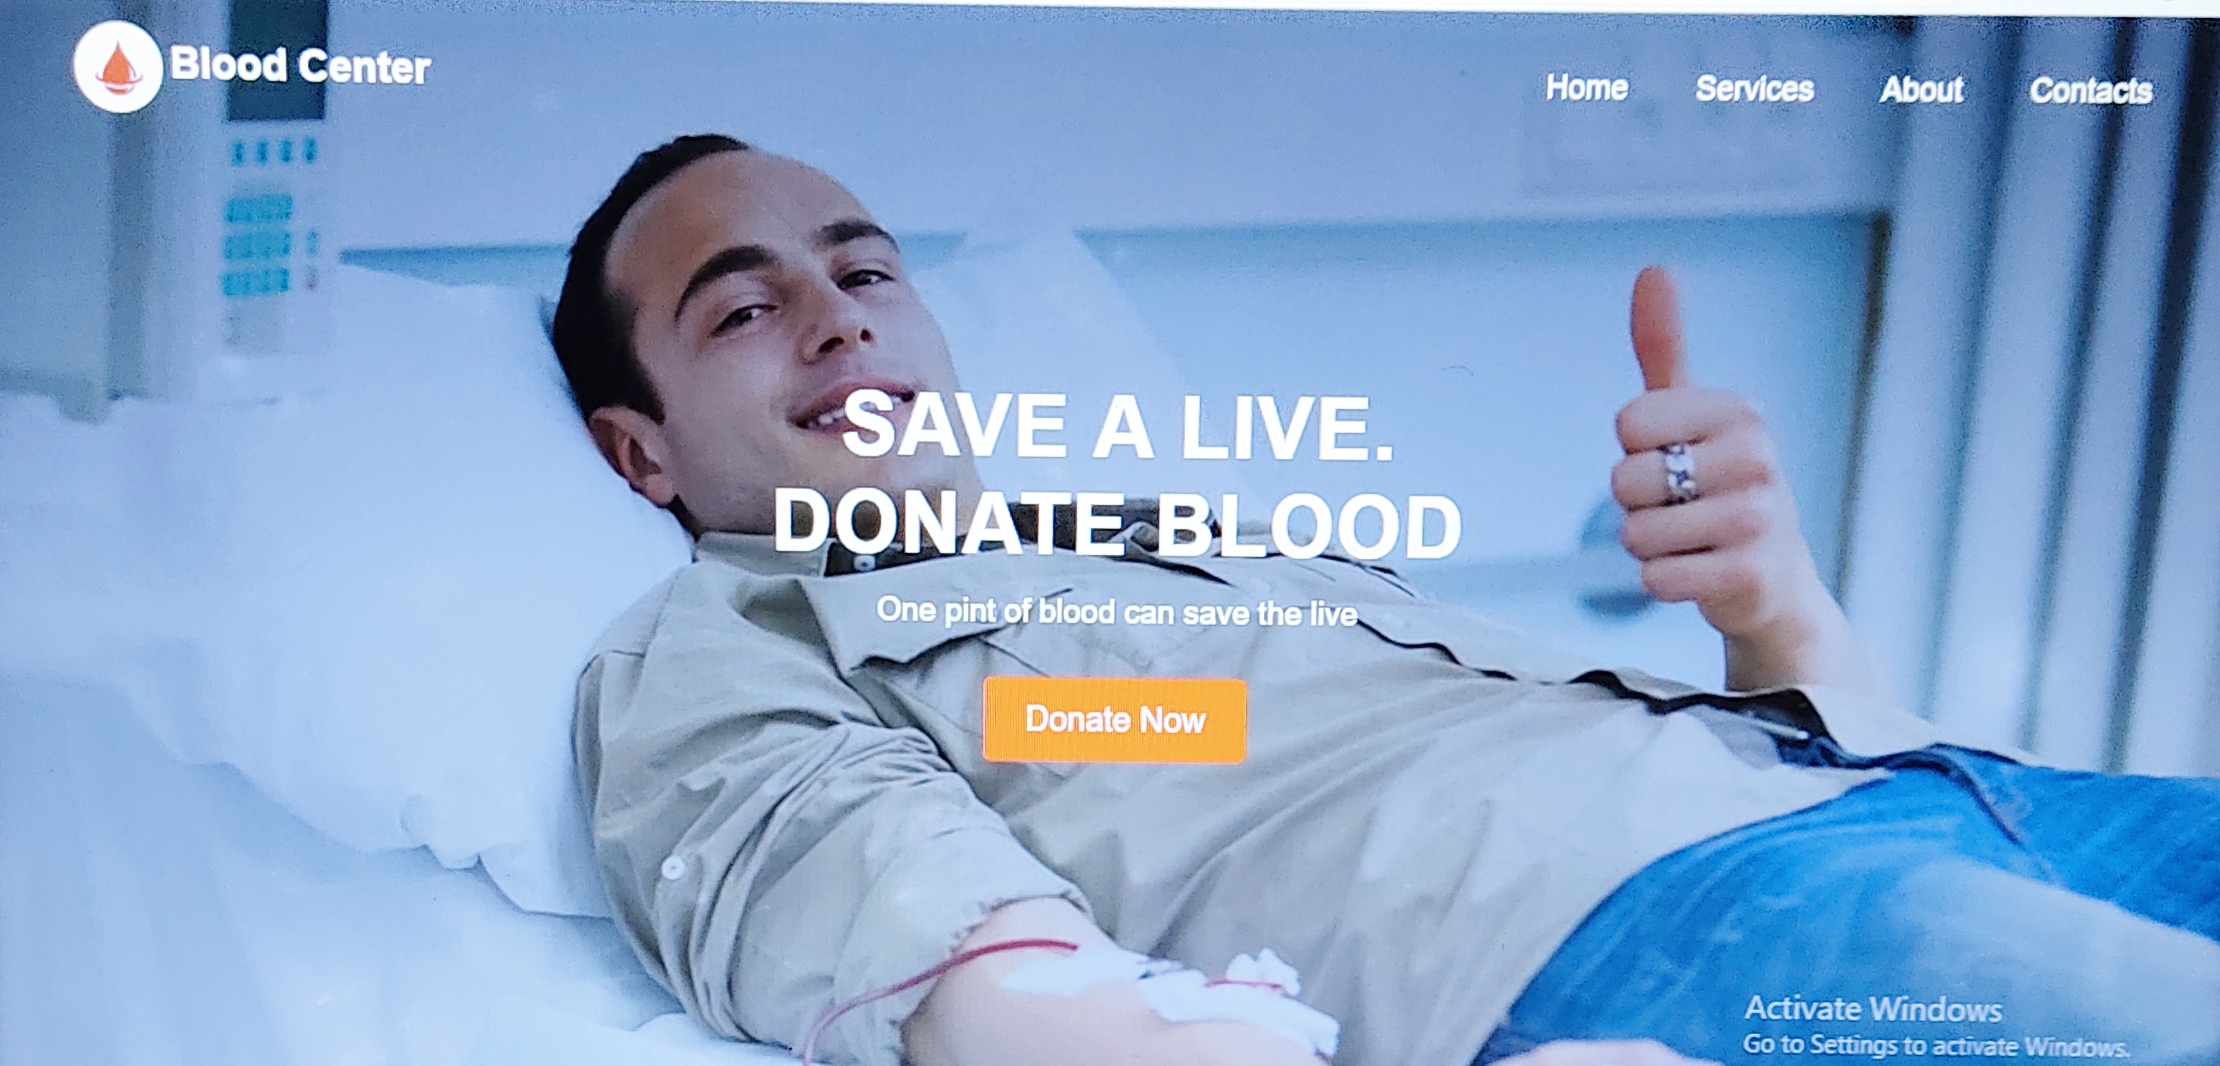 Blood Center
Home Services About Contacts
SAVE A LIVE.
DONATE BLOOD
One pint of blood can save the live
Donate Now
Activate Windows
Go to Settings to activate Windows.